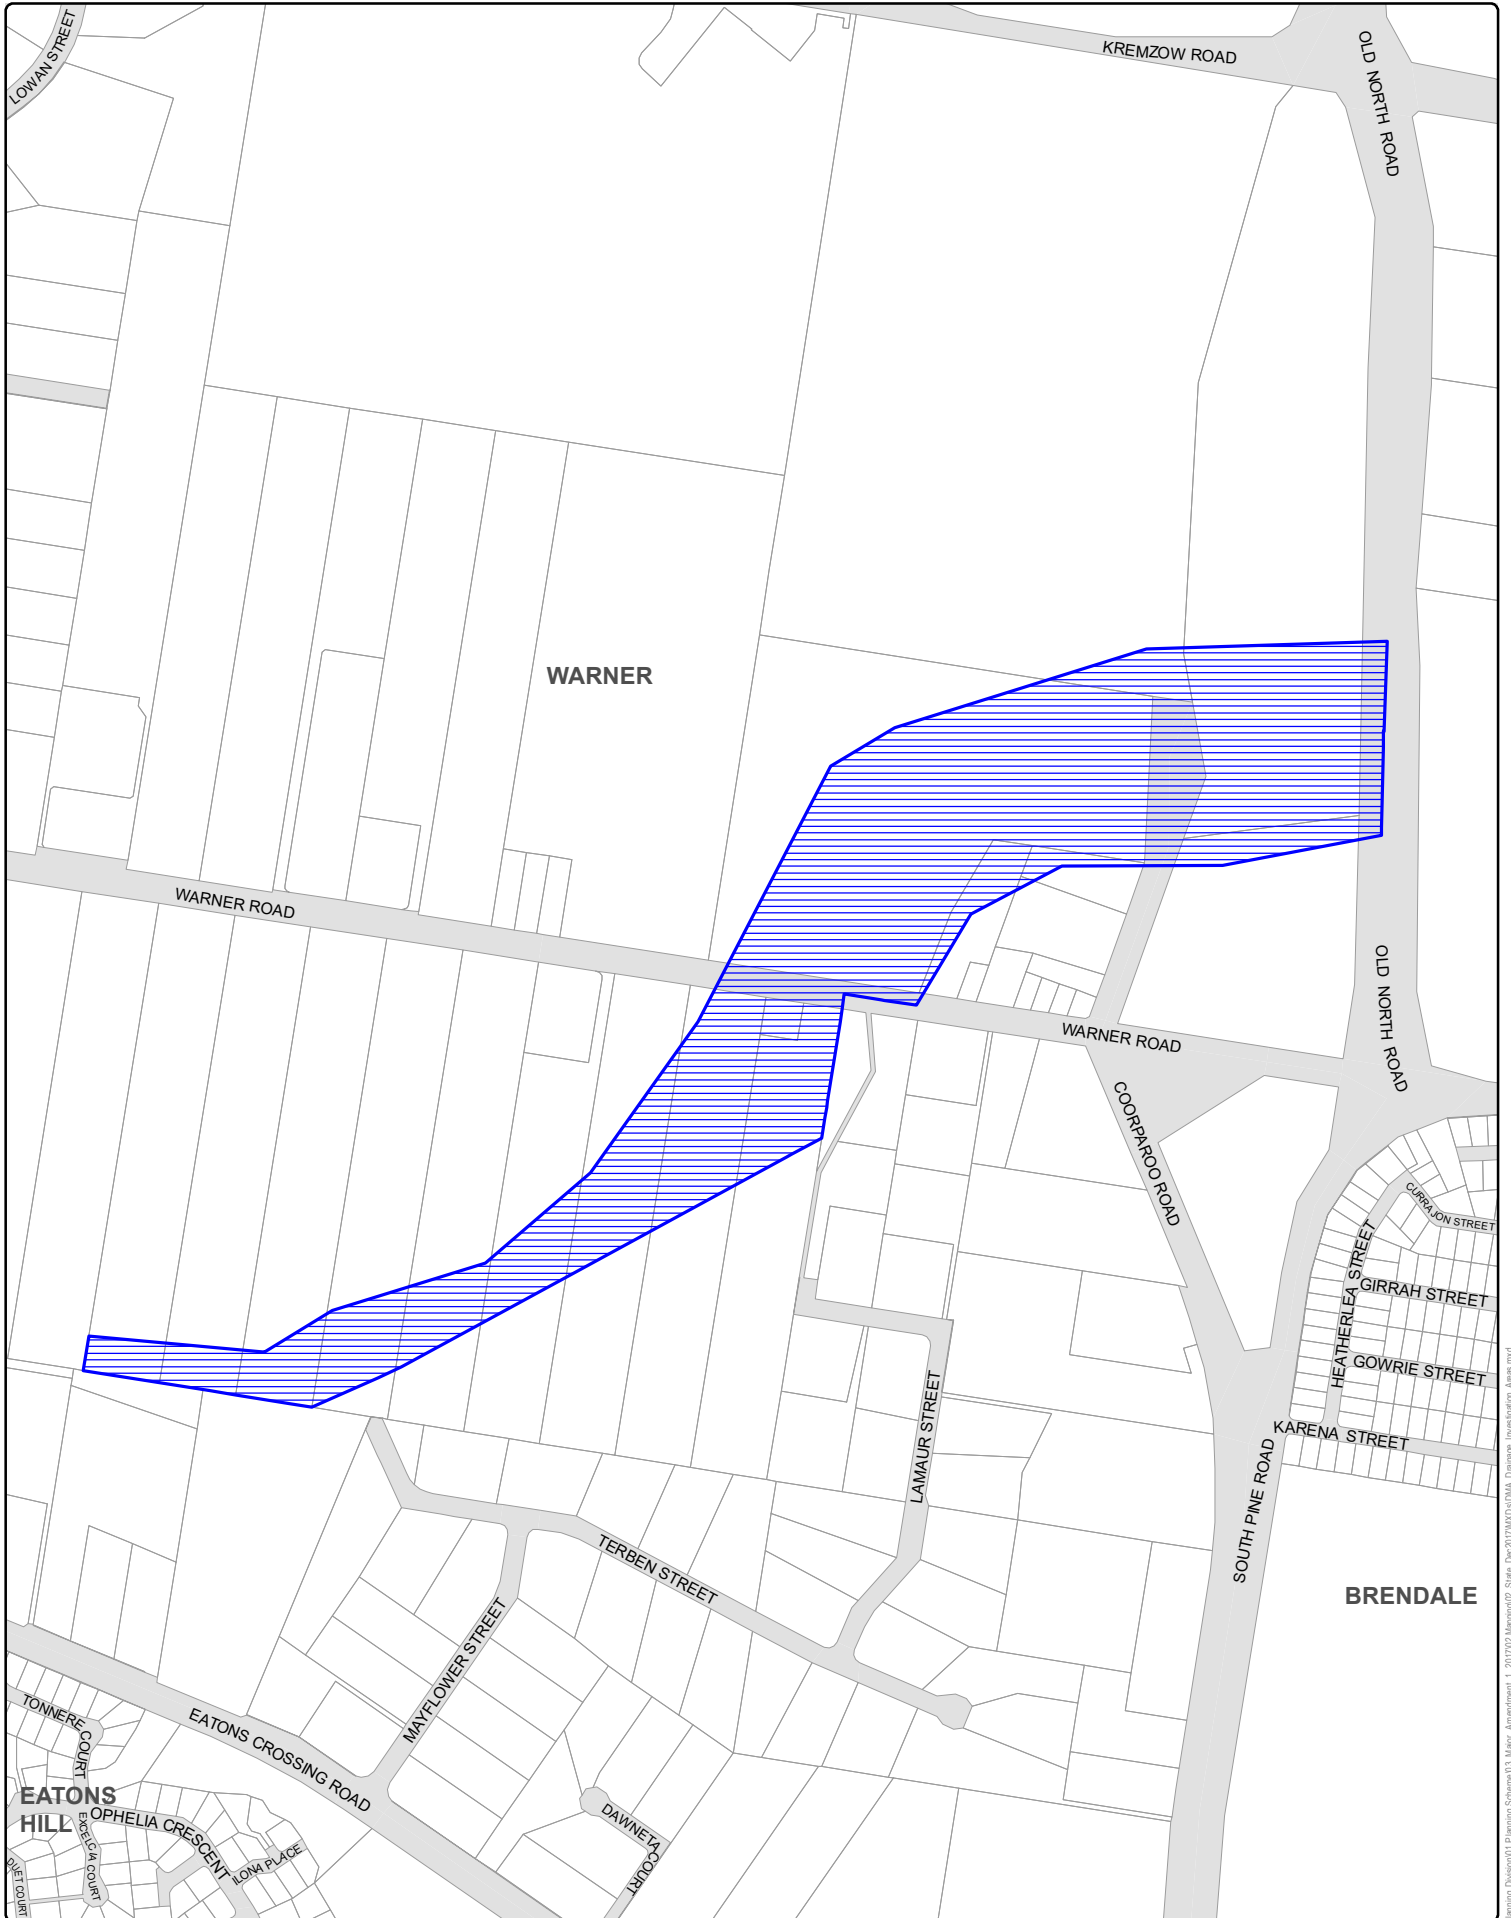 LOWAN STREET
KREMZOW ROAD
OLD NORTH ROAD
WARNER
WARNER ROAD
OLD NORTH ROAD
WARNER ROAD
COORPAROO ROAD
CURRAJON STREET
HEATHERLEA STREET
GIRRAH STREET
GOWRIE STREET
KARENA STREET
LAMAUR STREET
SOUTH PINE ROAD
TERBEN STREET
BRENDALE
MAYFLOWER STREET
EATONS CROSSING ROAD
TONNERE COURT
EATONS
HILL
OPHELIA CRESCENT
EXCELCIA COURT
ILONA PLACE
DUET COURT
DAWNETA
COURT